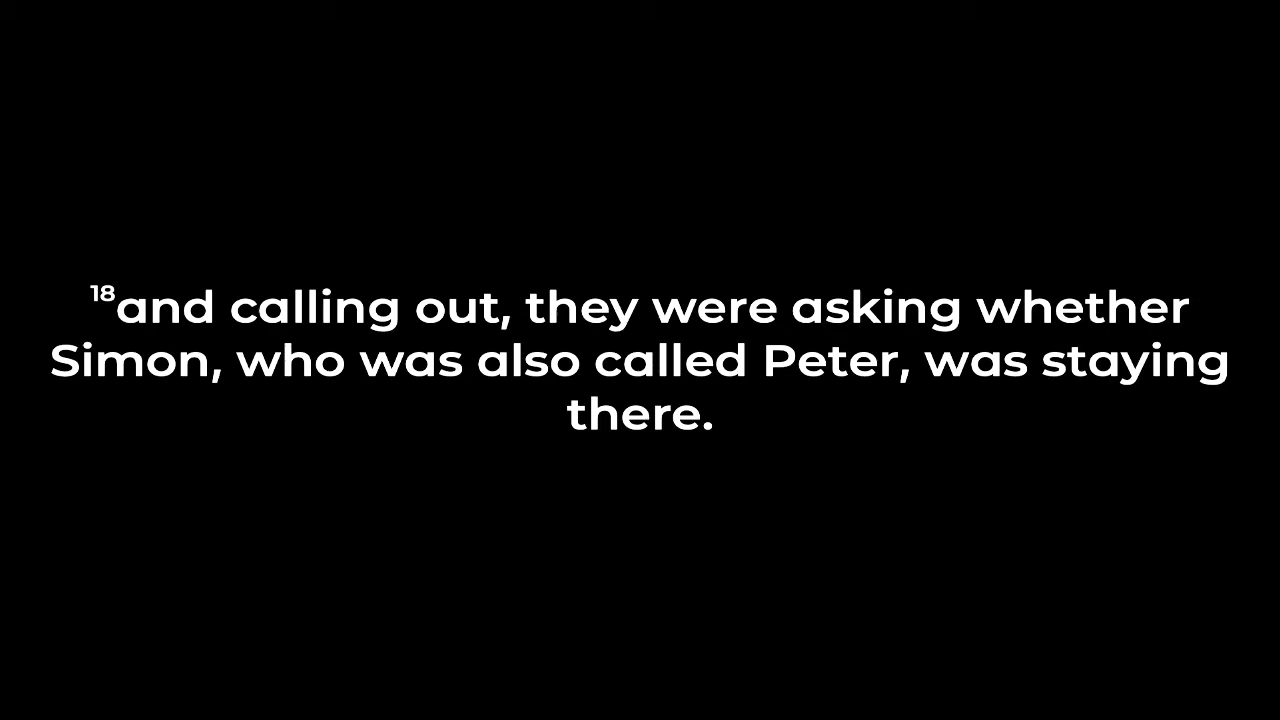 18and calling out, they were asking whether
Simon, who was also called Peter, was staying
there.